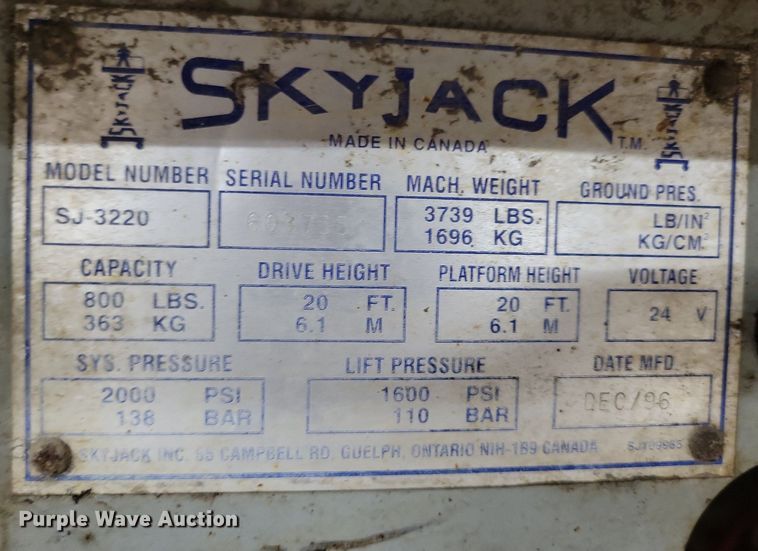 SKYJACK
SKYJACK T.M. SKYJACK
MADE IN CANADA
MODEL NUMBER SERIAL NUMBER MACH. WEIGHT GROUND PRES.
SJ-3220 3739 LBS. LB/IN²
1696 KG KG/CM²
CAPACITY DRIVE HEIGHT PLATFORM HEIGHT VOLTAGE
800 LBS. 20 FT. 20 FT. 24 V
363 KG 6.1 M 6.1 M
SYS. PRESSURE LIFT PRESSURE DATE MFD.
2000 PSI 1600 PSI DEC/96
138 BAR 110 BAR
SKYJACK INC. 55 CAMPBELL RD. GUELPH, ONTARIO NIH-1B9 CANADA
Purple Wave Auction